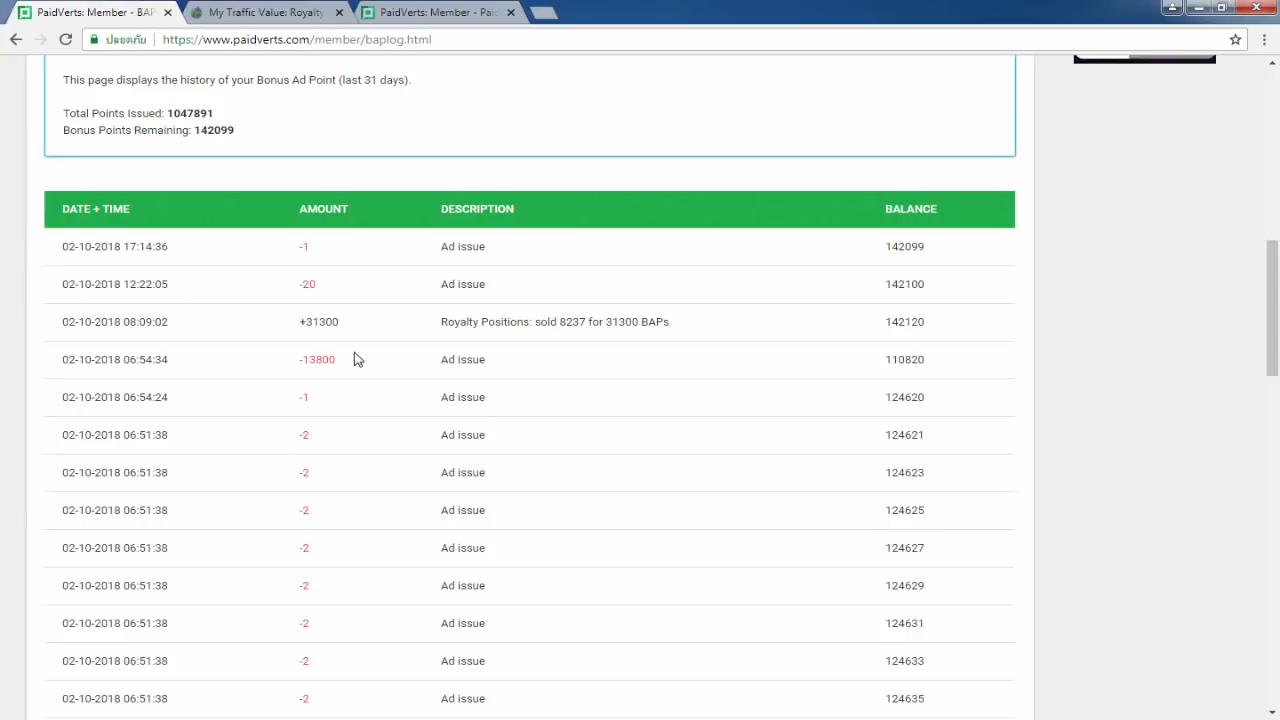 PaidVerts: Member - BAP
My Traffic Value: Royalty
PaidVerts: Member - Pai
ปลอดภัย
https://www.paidverts.com/member/baplog.html
This page displays the history of your Bonus Ad Point (last 31 days).
Total Points Issued: 1047891
Bonus Points Remaining: 142099
DATE + TIME AMOUNT DESCRIPTION BALANCE
02-10-2018 17:14:36 -1 Ad issue 142099
02-10-2018 12:22:05 -20 Ad issue 142100
02-10-2018 08:09:02 +31300 Royalty Positions: sold 8237 for 31300 BAPs 142120
02-10-2018 06:54:34 -13800 Ad issue 110820
02-10-2018 06:54:24 -1 Ad issue 124620
02-10-2018 06:51:38 -2 Ad issue 124621
02-10-2018 06:51:38 -2 Ad issue 124623
02-10-2018 06:51:38 -2 Ad issue 124625
02-10-2018 06:51:38 -2 Ad issue 124627
02-10-2018 06:51:38 -2 Ad issue 124629
02-10-2018 06:51:38 -2 Ad issue 124631
02-10-2018 06:51:38 -2 Ad issue 124633
02-10-2018 06:51:38 -2 Ad issue 124635